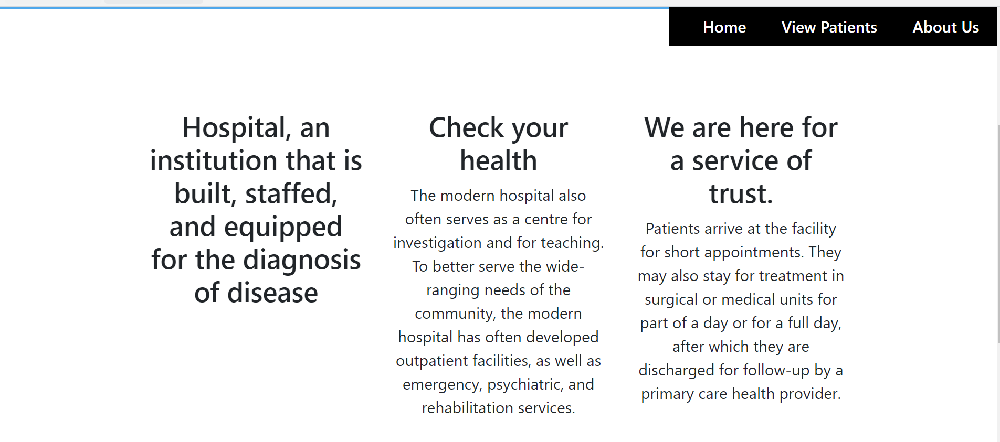 Home View Patients About Us
Hospital, an
institution that is
built, staffed,
and equipped
for the diagnosis
of disease
Check your
health
The modern hospital also
often serves as a centre for
investigation and for teaching.
To better serve the wide-
ranging needs of the
community, the modern
hospital has often developed
outpatient facilities, as well as
emergency, psychiatric, and
rehabilitation services.
We are here for
a service of
trust.
Patients arrive at the facility
for short appointments. They
may also stay for treatment in
surgical or medical units for
part of a day or for a full day,
after which they are
discharged for follow-up by a
primary care health provider.